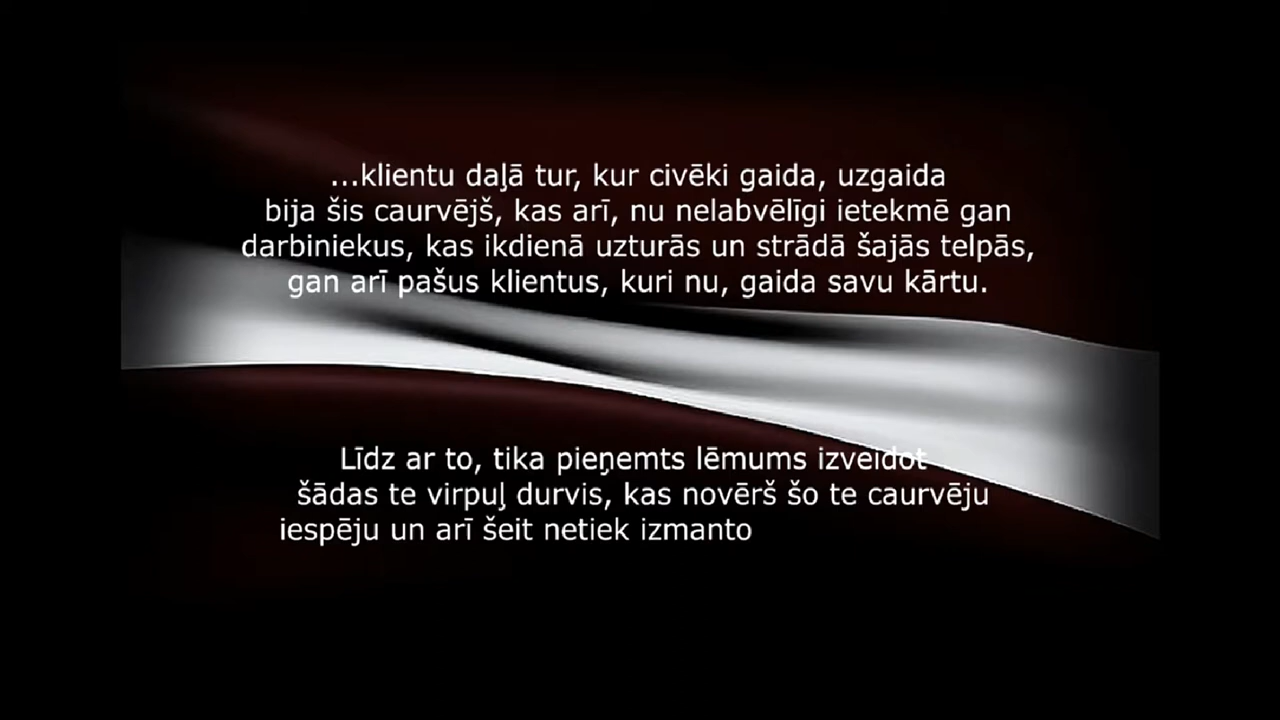 ...klientu daļā tur, kur civēki gaida, uzgaida
bija šis caurvējš, kas arī, nu nelabvēlīgi ietekmē gan
darbiniekus, kas ikdienā uzturās un strādā šajās telpās,
gan arī pašus klientus, kuri nu, gaida savu kārtu.
Līdz ar to, tika pieņemts lēmums izveidot
šādas te virpuļ durvis, kas novērš šo te caurvēju
iespēju un arī šeit netiek izmanto